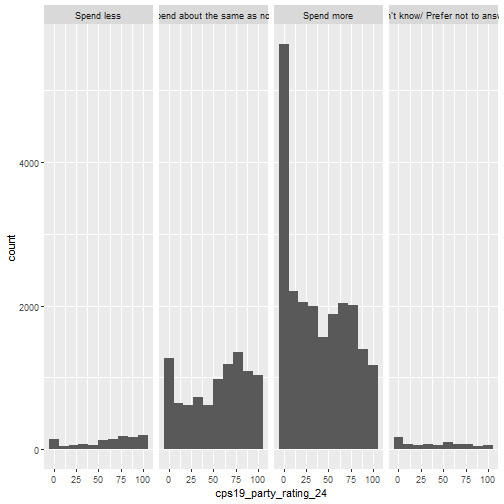 Spend less
pend about the same as no
Spend more
n't know/ Prefer not to answ
count
4000
2000
0
0 25 50 75 100
0 25 50 75 100
0 25 50 75 100
0 25 50 75 100
cps19_party_rating_24